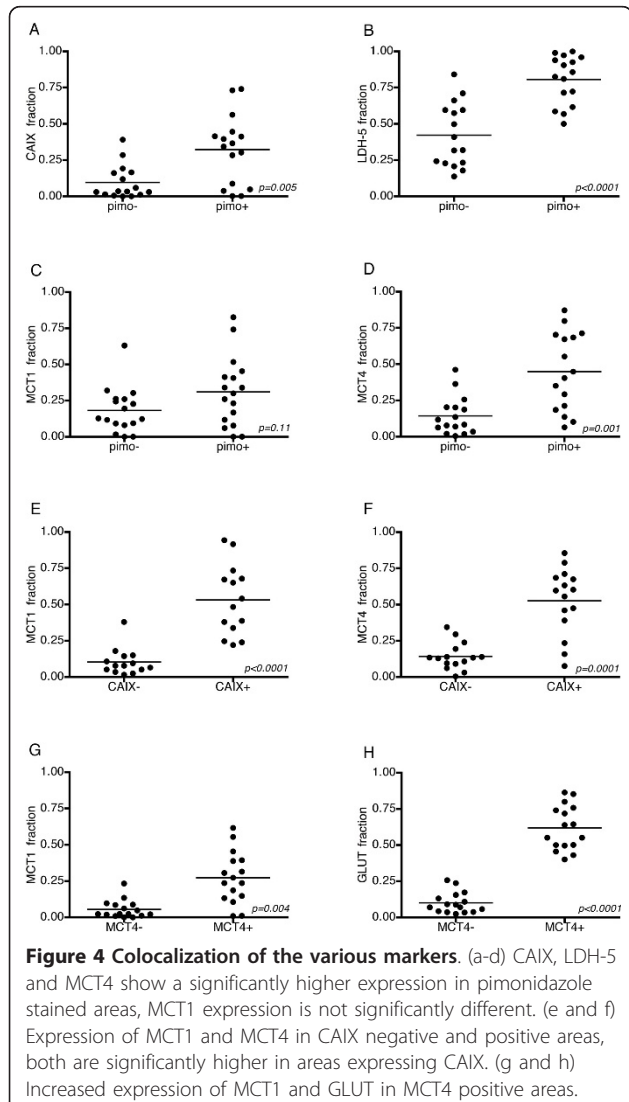 A
1.00
0.75
0.50
0.25
0.00
CAIX fraction
pimo-
pimo+
p=0.005
B
1.00
0.75
0.50
0.25
0.00
LDH-5 fraction
pimo-
pimo+
p<0.0001
C
1.00
0.75
0.50
0.25
0.00
MCT1 fraction
pimo-
pimo+
p=0.11
D
1.00
0.75
0.50
0.25
0.00
MCT4 fraction
pimo-
pimo+
p=0.001
E
1.00
0.75
0.50
0.25
0.00
MCT1 fraction
CAIX-
CAIX+
p<0.0001
F
1.00
0.75
0.50
0.25
0.00
MCT4 fraction
CAIX-
CAIX+
p=0.0001
G
1.00
0.75
0.50
0.25
0.00
MCT1 fraction
MCT4-
MCT4+
p=0.004
H
1.00
0.75
0.50
0.25
0.00
GLUT fraction
MCT4-
MCT4+
p<0.0001
Figure 4 Colocalization of the various markers. (a-d) CAIX, LDH-5
and MCT4 show a significantly higher expression in pimonidazole
stained areas, MCT1 expression is not significantly different. (e and f)
Expression of MCT1 and MCT4 in CAIX negative and positive areas,
both are significantly higher in areas expressing CAIX. (g and h)
Increased expression of MCT1 and GLUT in MCT4 positive areas.